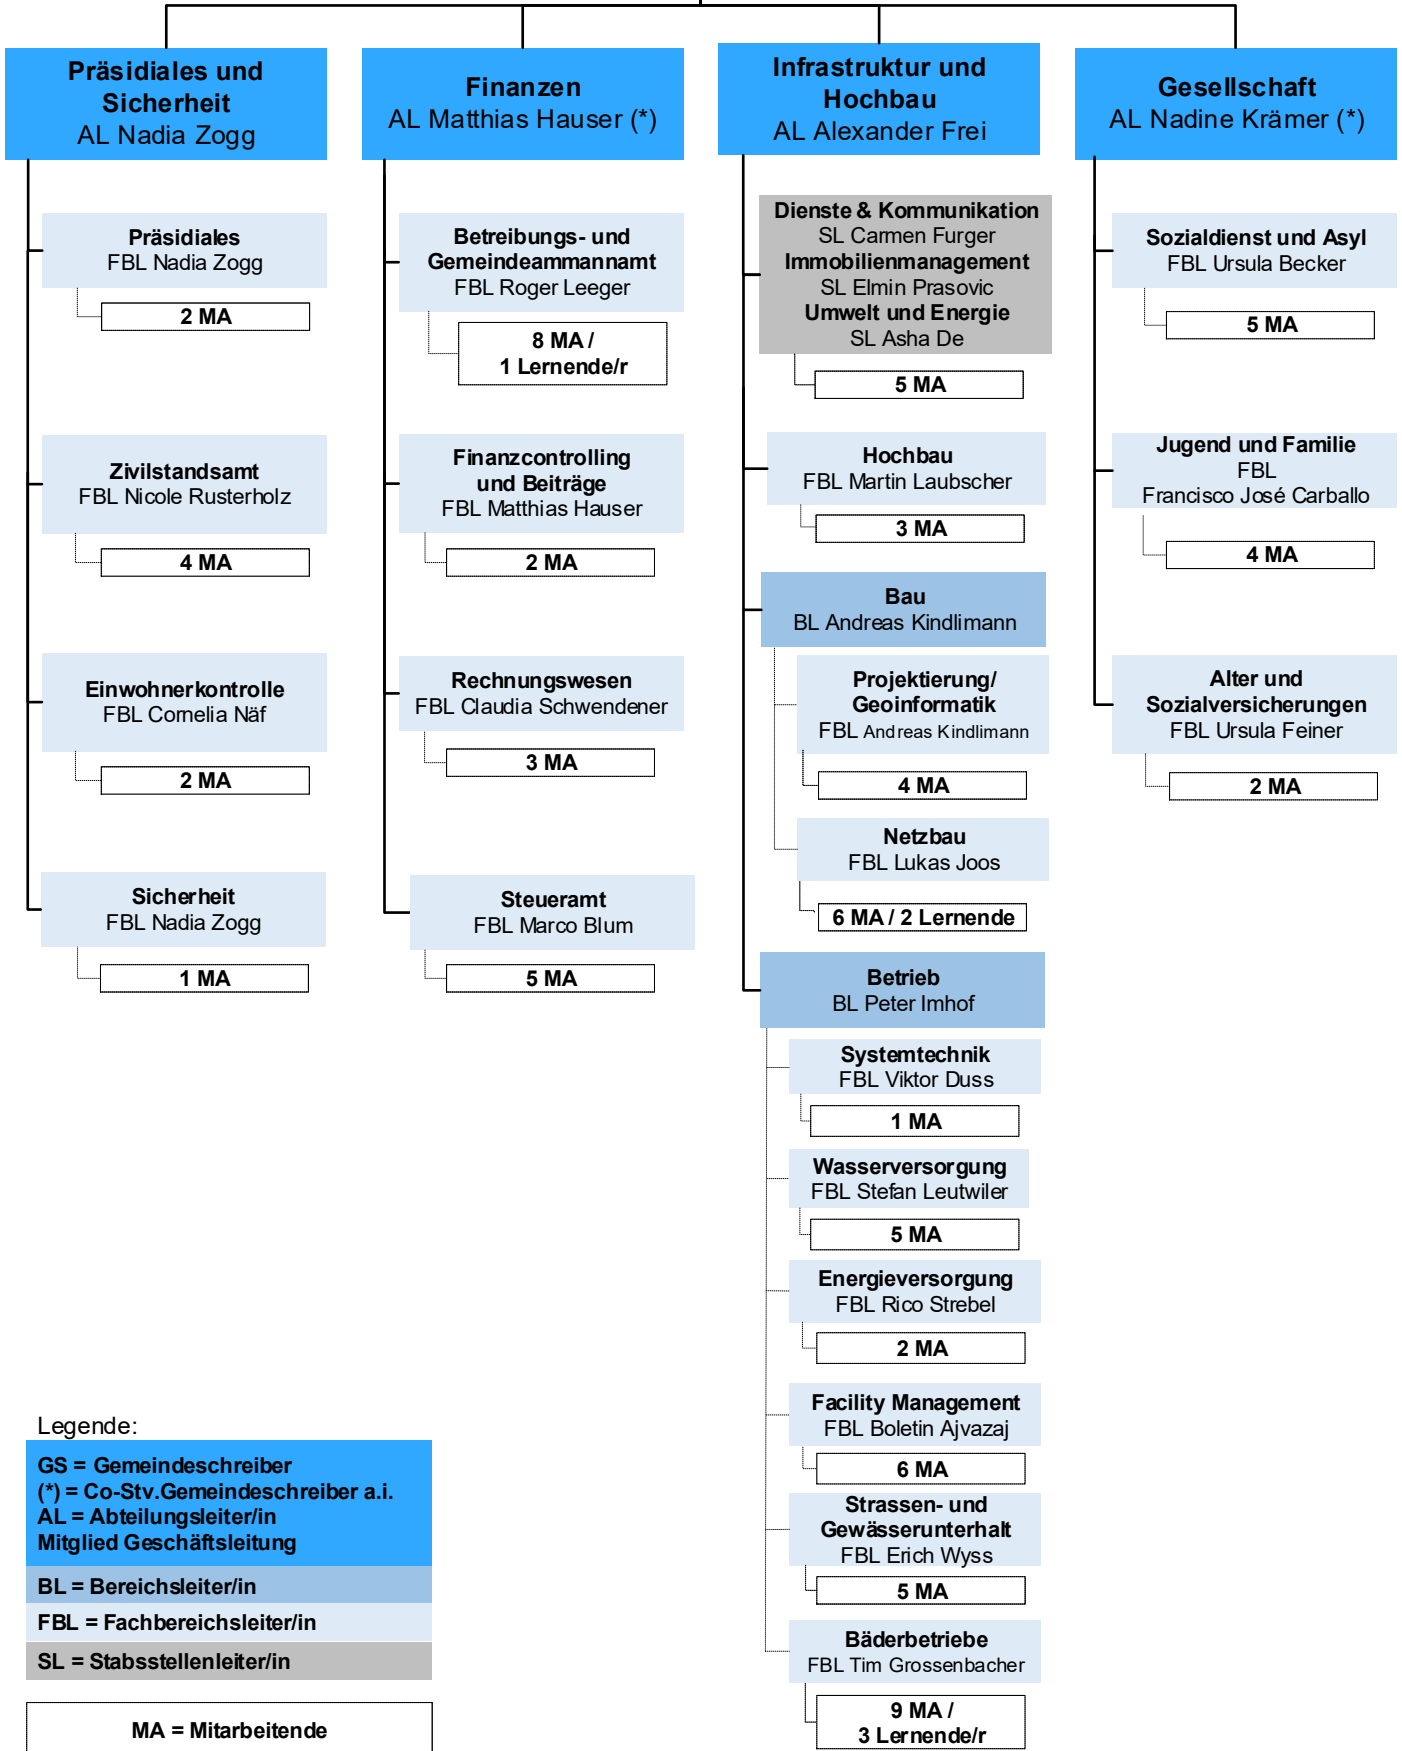 Präsidiales und
Sicherheit
AL Nadia Zogg
Präsidiales
FBL Nadia Zogg
2 MA
Zivilstandsamt
FBL Nicole Rusterholz
4 MA
Einwohnerkontrolle
FBL Cornelia Näf
2 MA
Sicherheit
FBL Nadia Zogg
1 MA
Finanzen
AL Matthias Hauser (*)
Betreibungs- und
Gemeindeammannamt
FBL Roger Leeger
8 MA /
1 Lernende/r
Finanzcontrolling
und Beiträge
FBL Matthias Hauser
2 MA
Rechnungswesen
FBL Claudia Schwendener
3 MA
Steueramt
FBL Marco Blum
5 MA
Infrastruktur und
Hochbau
AL Alexander Frei
Dienste & Kommunikation
SL Carmen Furger
Immobilienmanagement
SL Elmin Prasovic
Umwelt und Energie
SL Asha De
5 MA
Hochbau
FBL Martin Laubscher
3 MA
Bau
BL Andreas Kindlimann
Projektierung/
Geoinformatik
FBL Andreas Kindlimann
4 MA
Netzbau
FBL Lukas Joos
6 MA / 2 Lernende
Betrieb
BL Peter Imhof
Systemtechnik
FBL Viktor Duss
1 MA
Wasserversorgung
FBL Stefan Leutwiler
5 MA
Energieversorgung
FBL Rico Strebel
2 MA
Facility Management
FBL Boletin Ajvazaj
6 MA
Strassen- und
Gewässerunterhalt
FBL Erich Wyss
5 MA
Bäderbetriebe
FBL Tim Grossenbacher
9 MA /
3 Lernende/r
Gesellschaft
AL Nadine Krämer (*)
Sozialdienst und Asyl
FBL Ursula Becker
5 MA
Jugend und Familie
FBL
Francisco José Carballo
4 MA
Alter und
Sozialversicherungen
FBL Ursula Feiner
2 MA
Legende:
GS = Gemeindeschreiber
(*) = Co-Stv.Gemeindeschreiber a.i.
AL = Abteilungsleiter/in
Mitglied Geschäftsleitung
BL = Bereichsleiter/in
FBL = Fachbereichsleiter/in
SL = Stabsstellenleiter/in
MA = Mitarbeitende